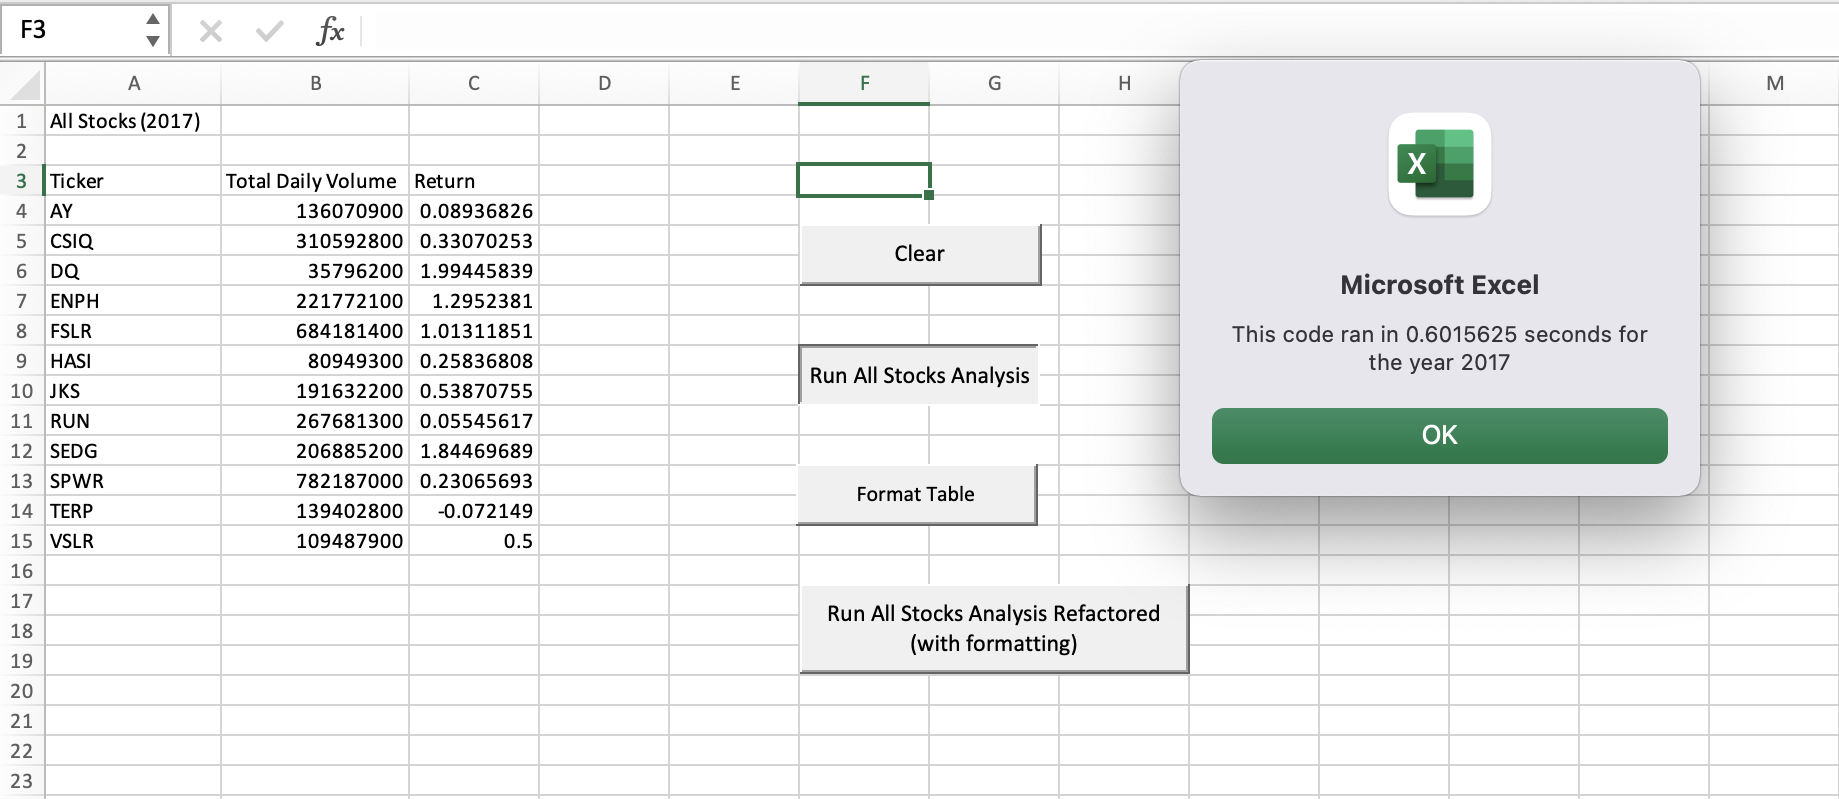 F3
fx
A B C D E F G H M
1 All Stocks (2017)
2
3 Ticker Total Daily Volume Return
4 AY 136070900 0.08936826
5 CSIQ 310592800 0.33070253
6 DQ 35796200 1.99445839
7 ENPH 221772100 1.2952381
8 FSLR 684181400 1.01311851
9 HASI 80949300 0.25836808
10 JKS 191632200 0.53870755
11 RUN 267681300 0.05545617
12 SEDG 206885200 1.84469689
13 SPWR 782187000 0.23065693
14 TERP 139402800 -0.072149
15 VSLR 109487900 0.5
16
17
18
19
20
21
22
23
Clear
Run All Stocks Analysis
Format Table
Run All Stocks Analysis Refactored
(with formatting)
X
Microsoft Excel
This code ran in 0.6015625 seconds for
the year 2017
OK